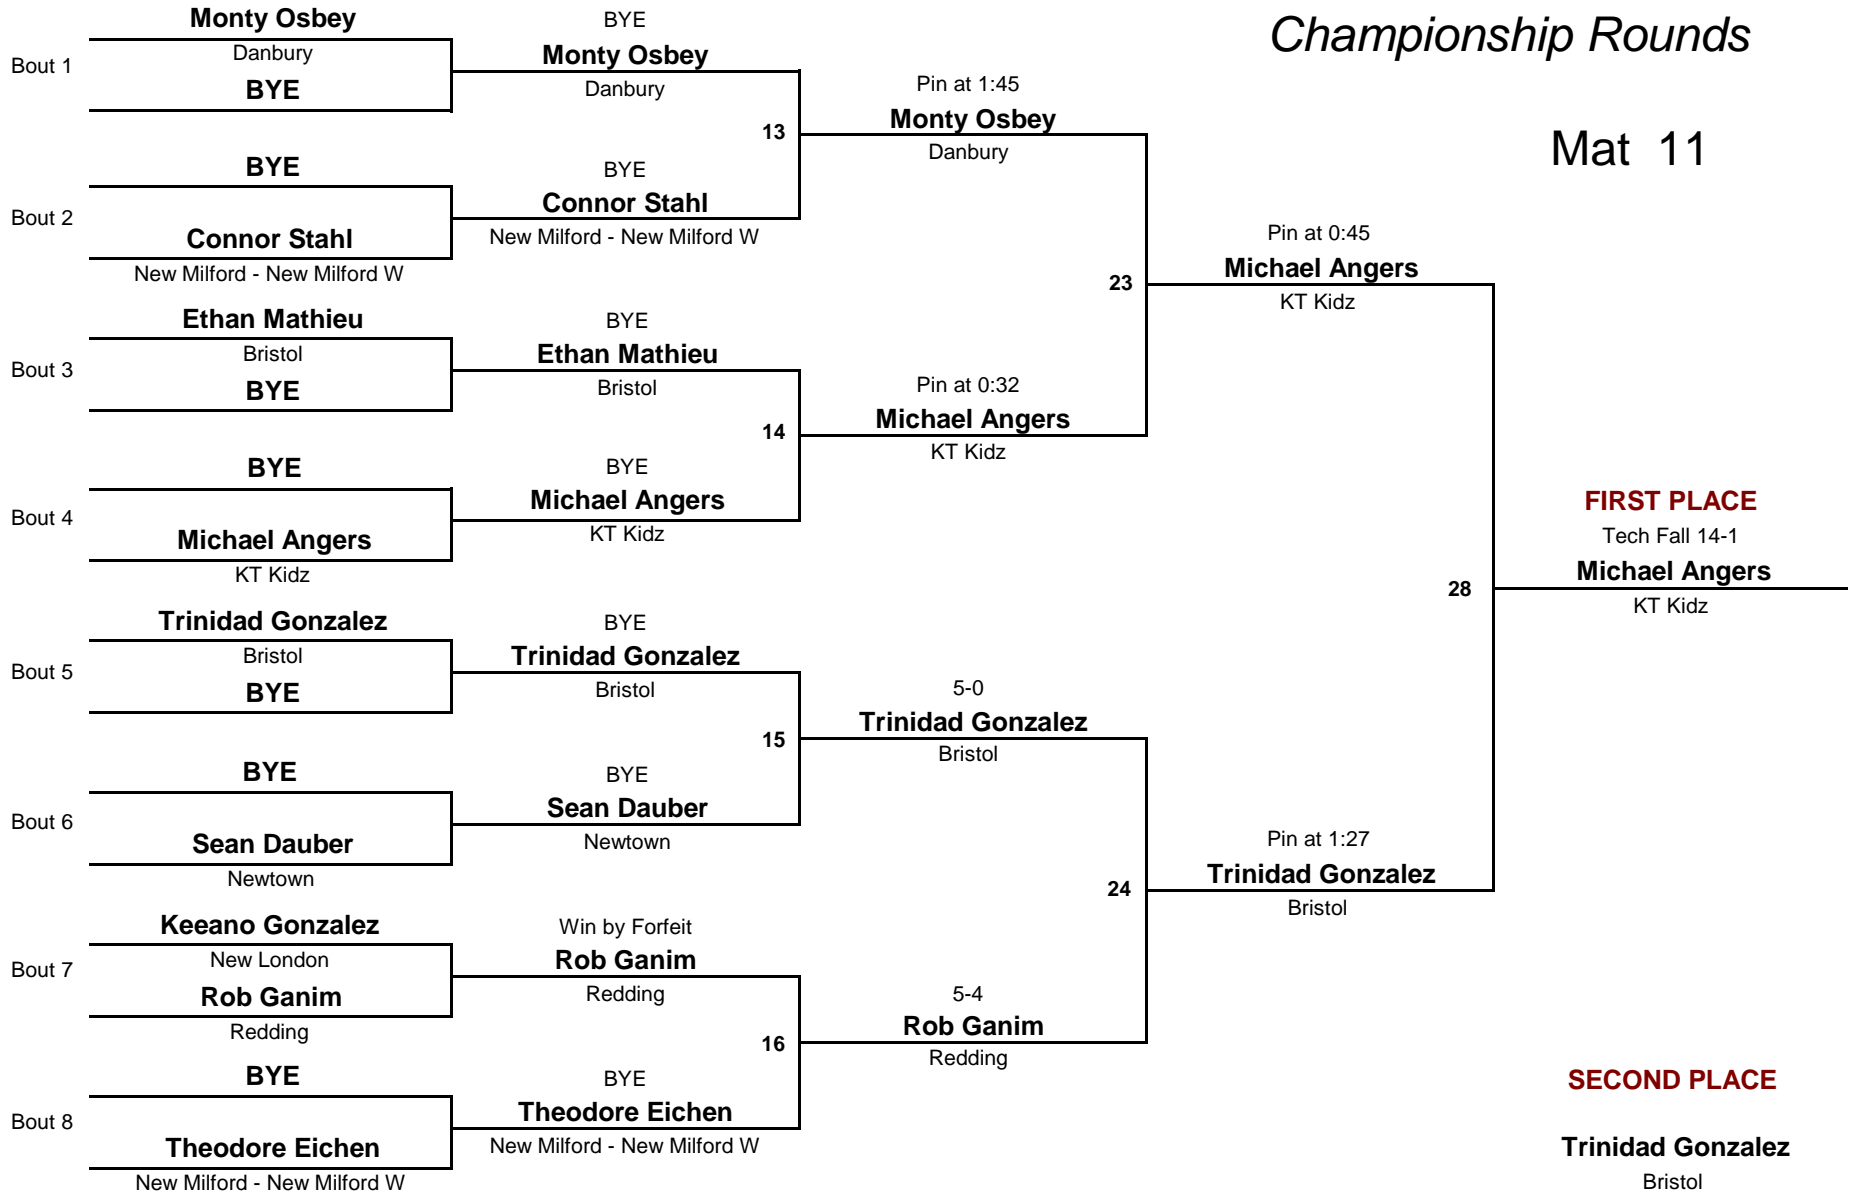 Championship Rounds
Mat 11
Bout 1
Monty Osbey
Danbury
BYE
Bout 2
BYE
Connor Stahl
New Milford - New Milford W
Bout 3
Ethan Mathieu
Bristol
BYE
Bout 4
BYE
Michael Angers
KT Kidz
Bout 5
Trinidad Gonzalez
Bristol
BYE
Bout 6
BYE
Sean Dauber
Newtown
Bout 7
Keeano Gonzalez
New London
Rob Ganim
Redding
Bout 8
BYE
Theodore Eichen
New Milford - New Milford W
BYE
Monty Osbey
Danbury
13
BYE
Connor Stahl
New Milford - New Milford W
BYE
Ethan Mathieu
Bristol
14
BYE
Michael Angers
KT Kidz
BYE
Trinidad Gonzalez
Bristol
15
BYE
Sean Dauber
Newtown
Win by Forfeit
Rob Ganim
Redding
16
BYE
Theodore Eichen
New Milford - New Milford W
Pin at 1:45
Monty Osbey
Danbury
23
Pin at 0:32
Michael Angers
KT Kidz
5-0
Trinidad Gonzalez
Bristol
24
5-4
Rob Ganim
Redding
Pin at 0:45
Michael Angers
KT Kidz
28
Pin at 1:27
Trinidad Gonzalez
Bristol
FIRST PLACE
Tech Fall 14-1
Michael Angers
KT Kidz
SECOND PLACE
Trinidad Gonzalez
Bristol